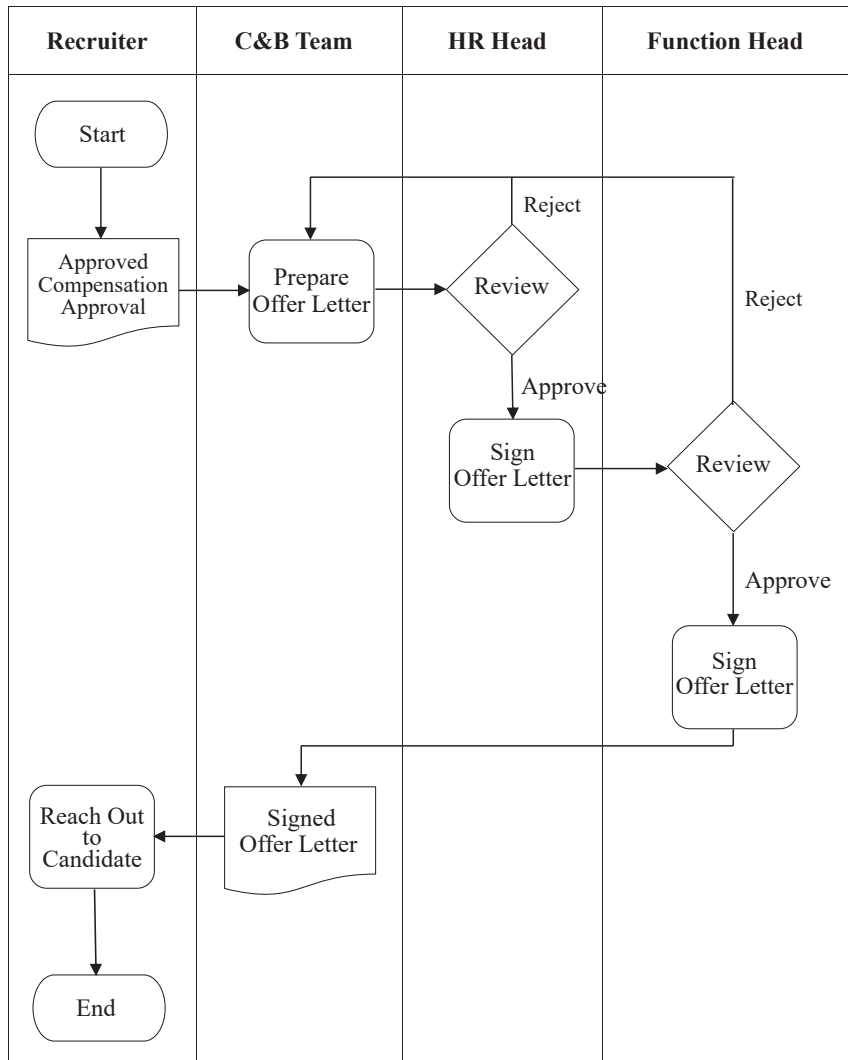 Recruiter
C&B Team
HR Head
Function Head
Start
Reject
Approved
Compensation
Approval
Prepare
Offer Letter
Review
Reject
Approve
Sign
Offer Letter
Review
Approve
Sign
Offer Letter
Reach Out
to
Candidate
Signed
Offer Letter
End